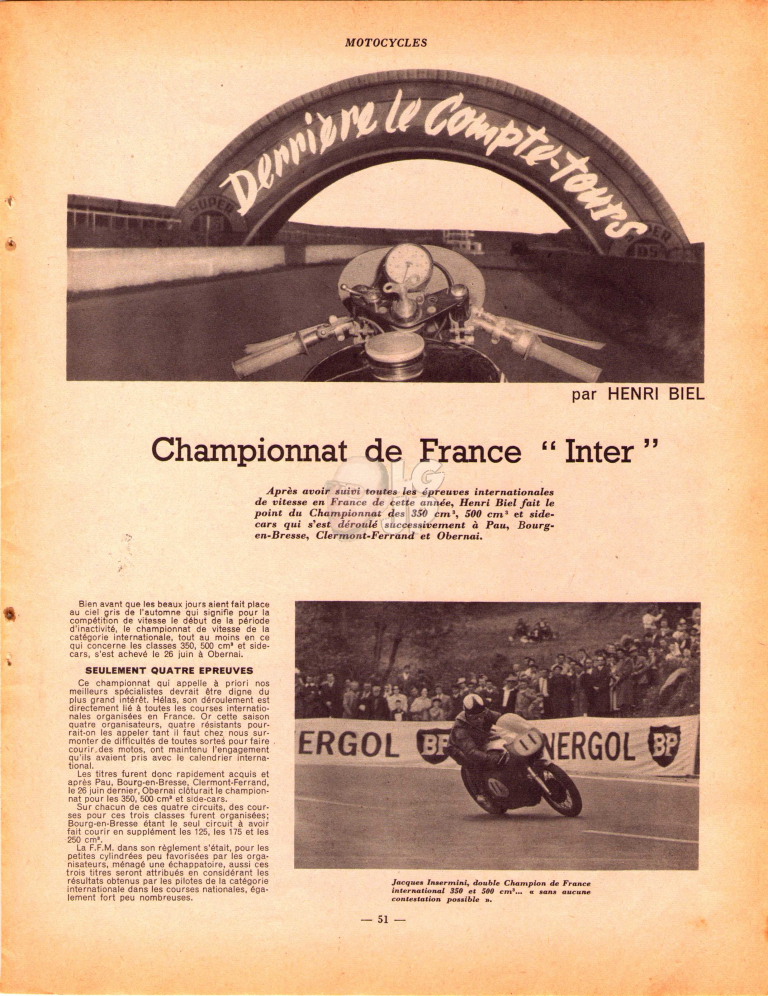 MOTOCYCLES
Derrière le Compte-tours
SUPER
par HENRI BIEL
Championnat de France “ Inter ”
LG
Après avoir suivi toutes les épreuves internationales
de vitesse en France de cette année, Henri Biel fait le
point du Championnat des 350 cm³, 500 cm³ et side-
cars qui s'est déroulé successivement à Pau, Bourg-
en-Bresse, Clermont-Ferrand et Obernai.
Bien avant que les beaux jours aient fait place
au ciel gris de l'automne qui signifie pour la
compétition de vitesse le début de la période
d'inactivité, le championnat de vitesse de la
catégorie internationale, tout au moins en ce
qui concerne les classes 350, 500 cm³ et side-
cars, s'est achevé le 26 juin à Obernai.
SEULEMENT QUATRE EPREUVES
Ce championnat qui appelle à priori nos
meilleurs spécialistes devrait être digne du
plus grand intérêt. Hélas, son déroulement est
directement lié à toutes les courses internatio-
nales organisées en France. Or cette saison
quatre organisateurs, quatre résistants pour-
rait-on les appeler tant il faut chez nous sur-
monter de difficultés de toutes sortes pour faire
courir des motos, ont maintenu l'engagement
qu'ils avaient pris avec le calendrier interna-
tional.
Les titres furent donc rapidement acquis et
après Pau, Bourg-en-Bresse, Clermont-Ferrand,
le 26 juin dernier, Obernai clôturait le champion-
nat pour les 350, 500 cm³ et side-cars.
Sur chacun de ces quatre circuits, des cour-
ses pour ces trois classes furent organisées;
Bourg-en-Bresse étant le seul circuit à avoir
fait courir en supplément les 125, les 175 et les
250 cm³.
La F.F.M. dans son règlement s'était, pour les
petites cylindrées peu favorisées par les orga-
nisateurs, ménagé une échappatoire, aussi ces
trois titres seront attribués en considérant les
résultats obtenus par les pilotes de la catégorie
internationale dans les courses nationales, éga-
lement fort peu nombreuses.
ERGOL BP NERGOL BP
11
Jacques Insermini, double Champion de France
international 350 et 500 cm³... « sans aucune
contestation possible ».
— 51 —